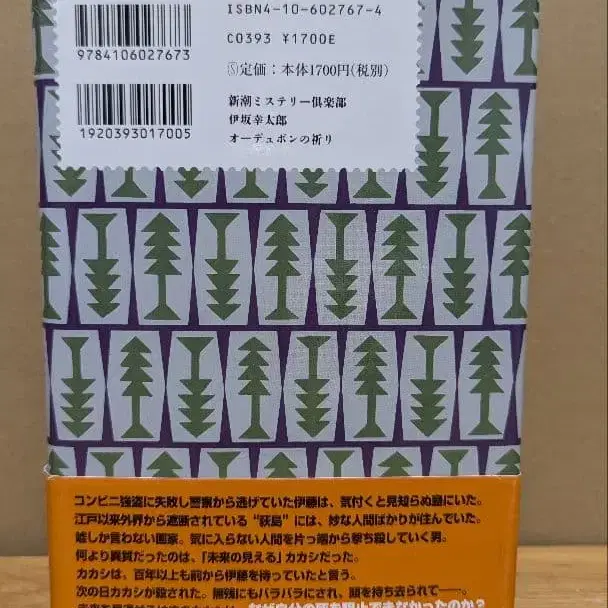 ISBN4-10-602767-4
9784106027673
C0393 ¥1700E
Ⓢ定価：本体1700円(税別)
新潮ミステリー倶楽部
1920393017005
伊坂幸太郎
オーデュボンの祈り
コンビニ強盗に失敗し警察から逃げていた伊藤は、気付くと見知らぬ島にいた。
江戸以来外界から遮断されている“荻島”には、妙な人間ばかりが住んでいた。
嘘しか言わない画家。気に入らない人間を片っ端から撃ち殺していく男。
何より異質だったのは、「未来の見える」カカシだった。
カカシは、百年以上も前から伊藤を待っていたと言う。
次の日カカシが殺された。無強にもバラバラにされ、頭を持ち去られて──。